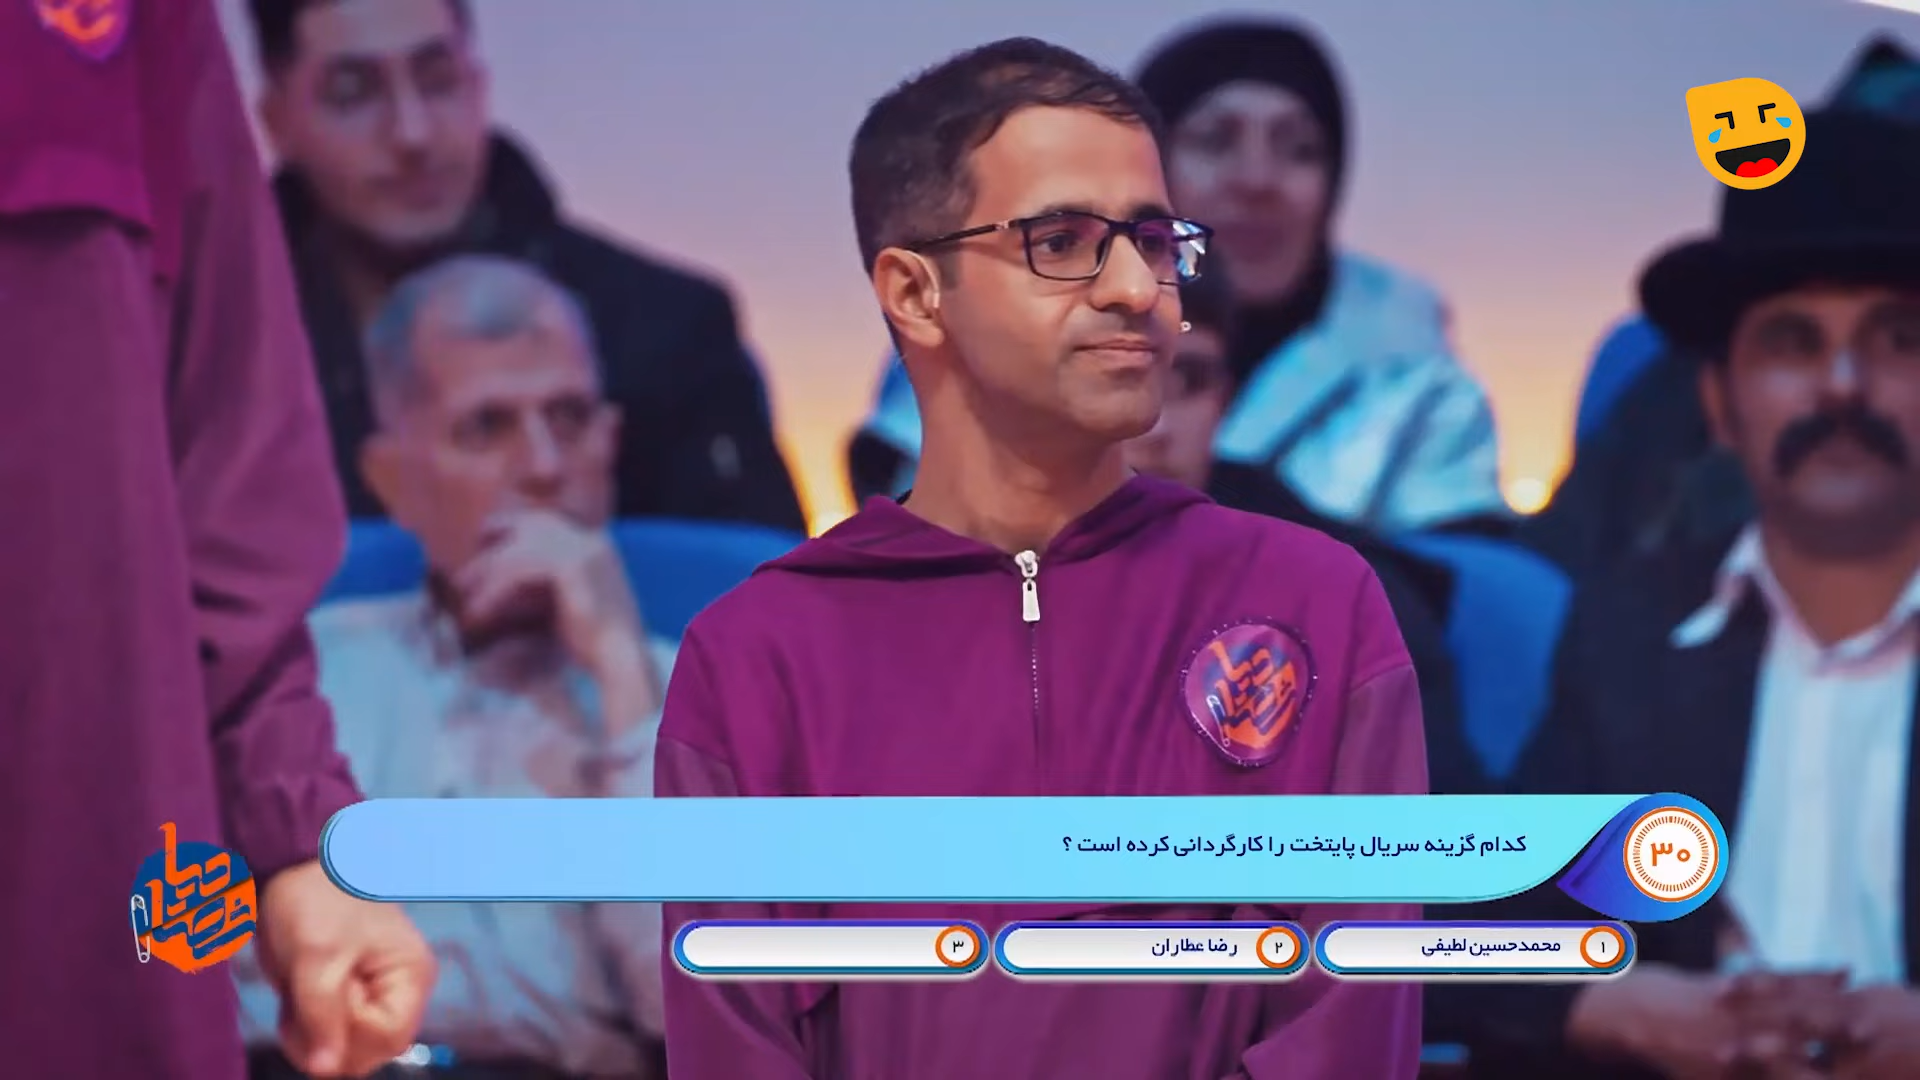 ۳۰
کدام گزینه سریال پایتخت را کارگردانی کرده است ؟
۱ محمدحسین لطیفی
۲ رضا عطاران
۳